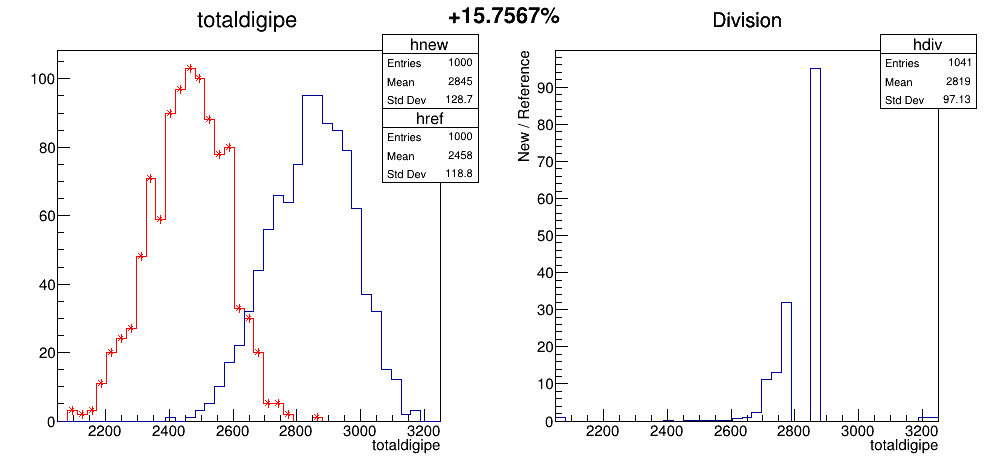 +15.7567%
totaldigipe
hnew
Entries 1000
Mean 2845
Std Dev 128.7
href
Entries 1000
Mean 2458
Std Dev 118.8
100
80
60
40
20
0
2200 2400 2600 2800 3000 3200
totaldigipe
Division
hdiv
Entries 1041
Mean 2819
Std Dev 97.13
New / Reference
90
80
70
60
50
40
30
20
10
0
2200 2400 2600 2800 3000 3200
totaldigipe